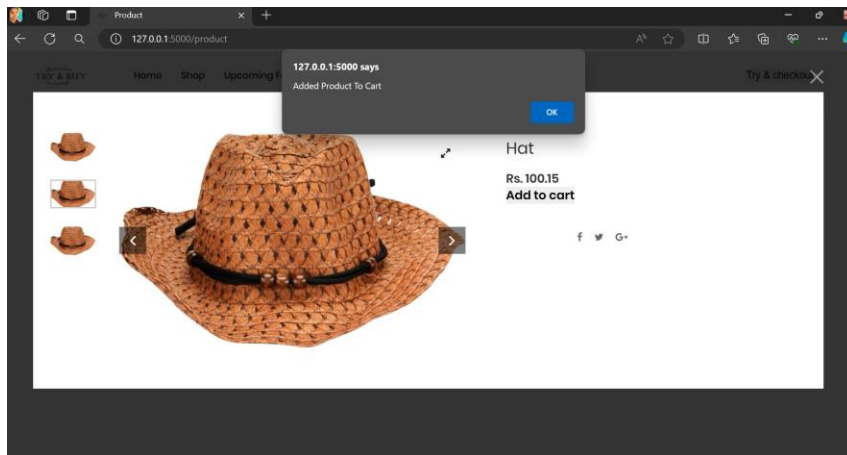 Product
127.0.0.1:5000/product
TRY & BUY
Home Shop Upcoming
Try & checkout
127.0.0.1:5000 says
Added Product To Cart
OK
Hat
Rs. 100.15
Add to cart
f G+